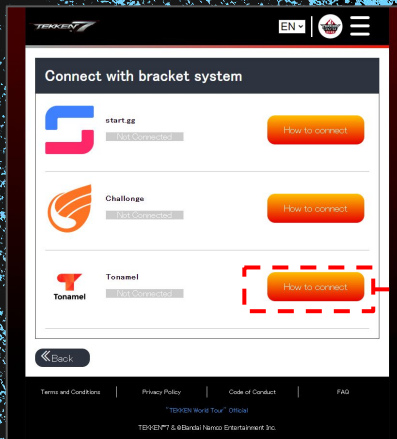 TEKKEN 7
EN
Connect with bracket system
start.gg
Not Connected
How to connect
Challonge
Not Connected
How to connect
Tonamel
Tonamel
Not Connected
How to connect
Back
Terms and Conditions
Privacy Policy
Code of Conduct
FAQ
"TEKKEN World Tour" Official
TEKKEN™7 & ©Bandai Namco Entertainment Inc.